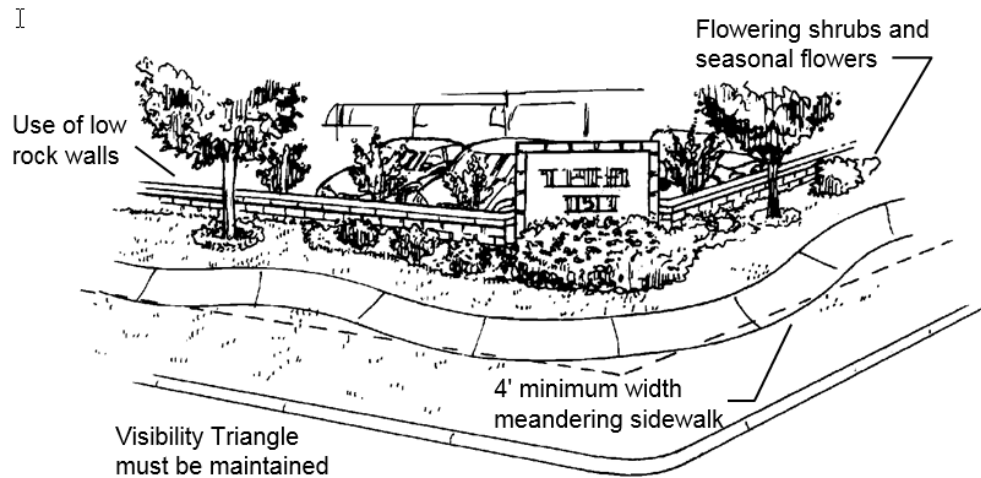 Flowering shrubs and
seasonal flowers
Use of low
rock walls
4' minimum width
meandering sidewalk
Visibility Triangle
must be maintained